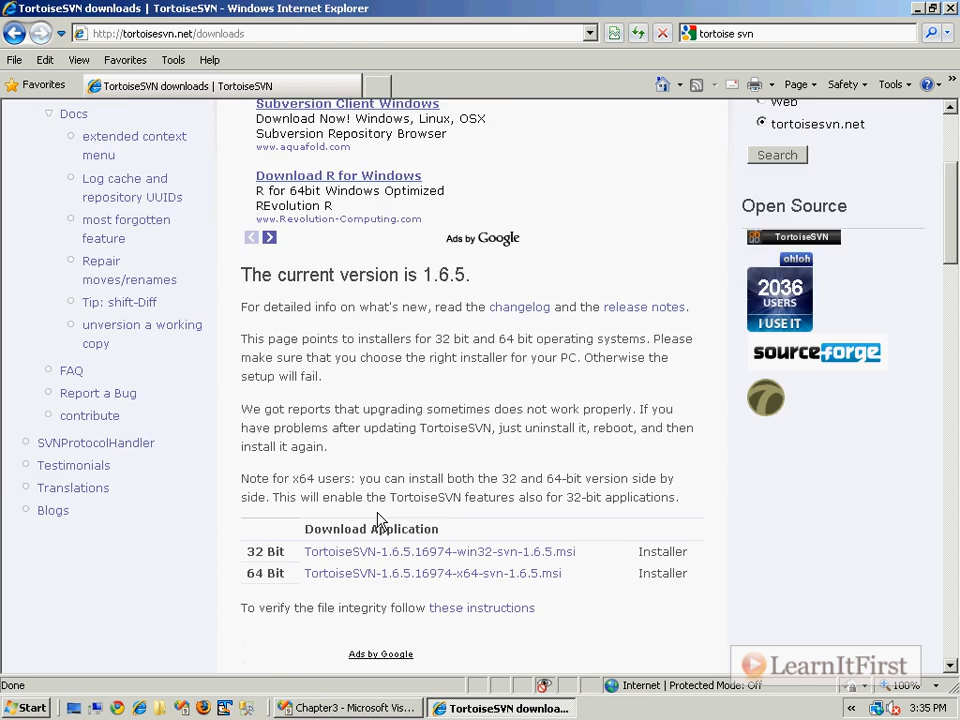 TortoiseSVN downloads | TortoiseSVN - Windows Internet Explorer
http://tortoisesvn.net/downloads
tortoise svn
File Edit View Favorites Tools Help
Favorites
TortoiseSVN downloads | TortoiseSVN
Page Safety Tools
Docs
extended context
menu
Log cache and
repository UUIDs
most forgotten
feature
Repair
moves/renames
Tip: shift-Diff
unversion a working
copy
FAQ
Report a Bug
contribute
SVNProtocolHandler
Testimonials
Translations
Blogs
Subversion Client Windows
Download Now! Windows, Linux, OSX
Subversion Repository Browser
www.aquafold.com
Download R for Windows
R for 64bit Windows Optimized
REvolution R
www.Revolution-Computing.com
Ads by Google
The current version is 1.6.5.
For detailed info on what's new, read the changelog and the release notes.
This page points to installers for 32 bit and 64 bit operating systems. Please
make sure that you choose the right installer for your PC. Otherwise the
setup will fail.
We got reports that upgrading sometimes does not work properly. If you
have problems after updating TortoiseSVN, just uninstall it, reboot, and then
install it again.
Note for x64 users: you can install both the 32 and 64-bit version side by
side. This will enable the TortoiseSVN features also for 32-bit applications.
Download Application
32 Bit TortoiseSVN-1.6.5.16974-win32-svn-1.6.5.msi Installer
64 Bit TortoiseSVN-1.6.5.16974-x64-svn-1.6.5.msi Installer
To verify the file integrity follow these instructions
Ads by Google
Web
tortoisesvn.net
Search
Open Source
TortoiseSVN
ohloh
2036
USERS
I USE IT
sourceforge
LearnItFirst
Done
Internet | Protected Mode: Off
100%
Start
Chapter3 - Microsoft Vis...
TortoiseSVN downloa...
3:35 PM